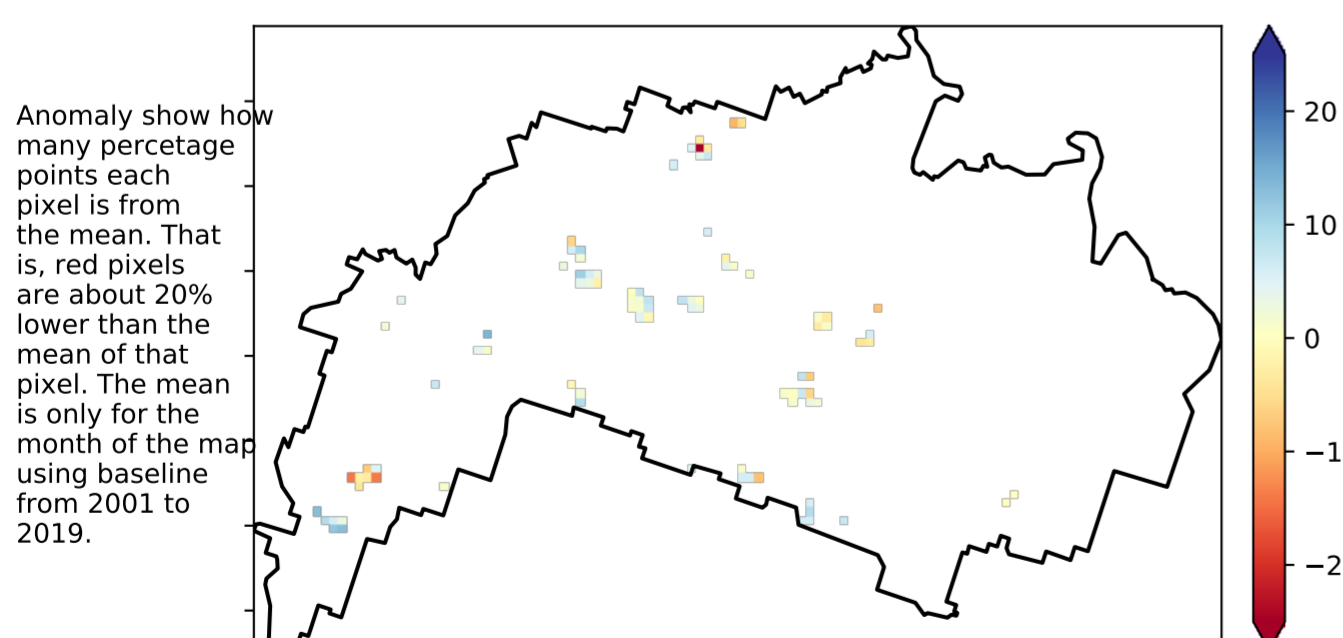 Anomaly show how
many percetage
points each
pixel is from
the mean. That
is, red pixels
are about 20%
lower than the
mean of that
pixel. The mean
is only for the
month of the map
using baseline
from 2001 to
2019.
20
10
0
−1
−2